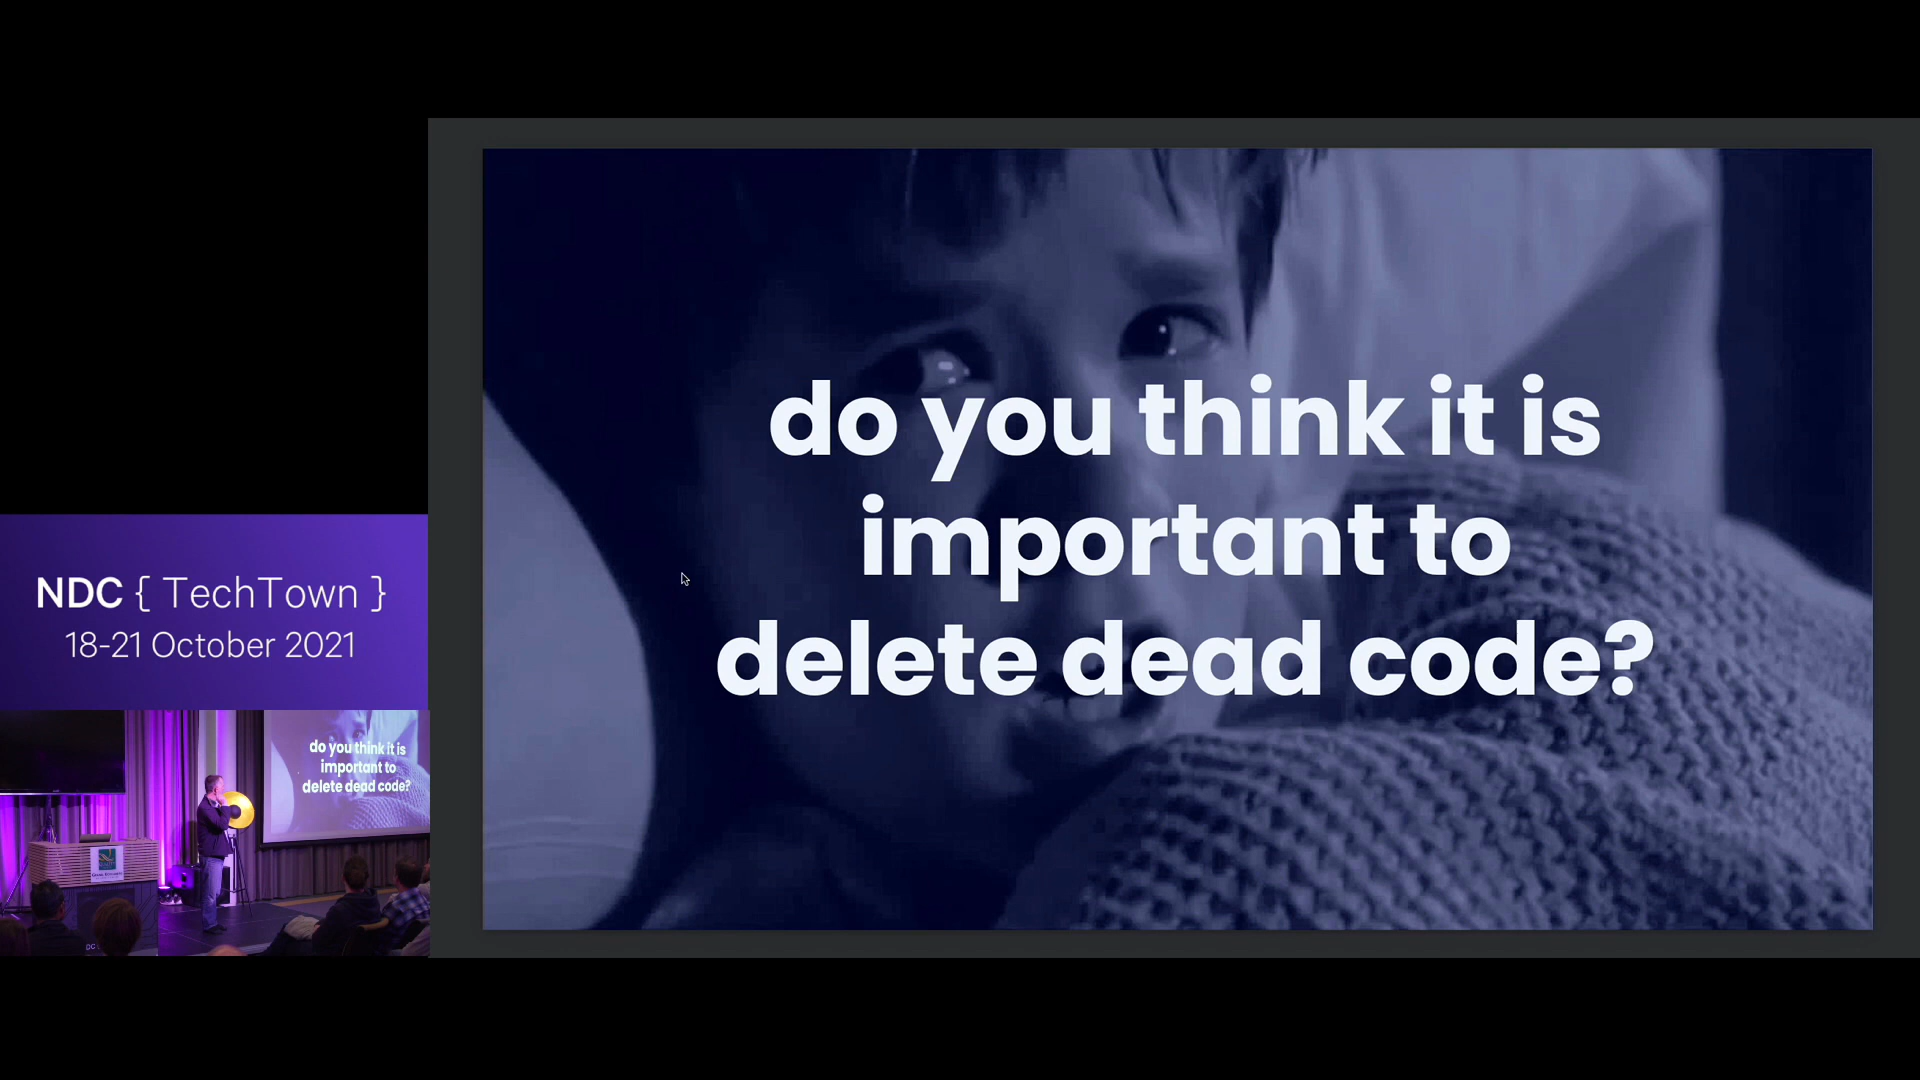 do you think it is
important to
delete dead code?
NDC { TechTown }
18-21 October 2021
do you think it is
important to
delete dead code?
DC